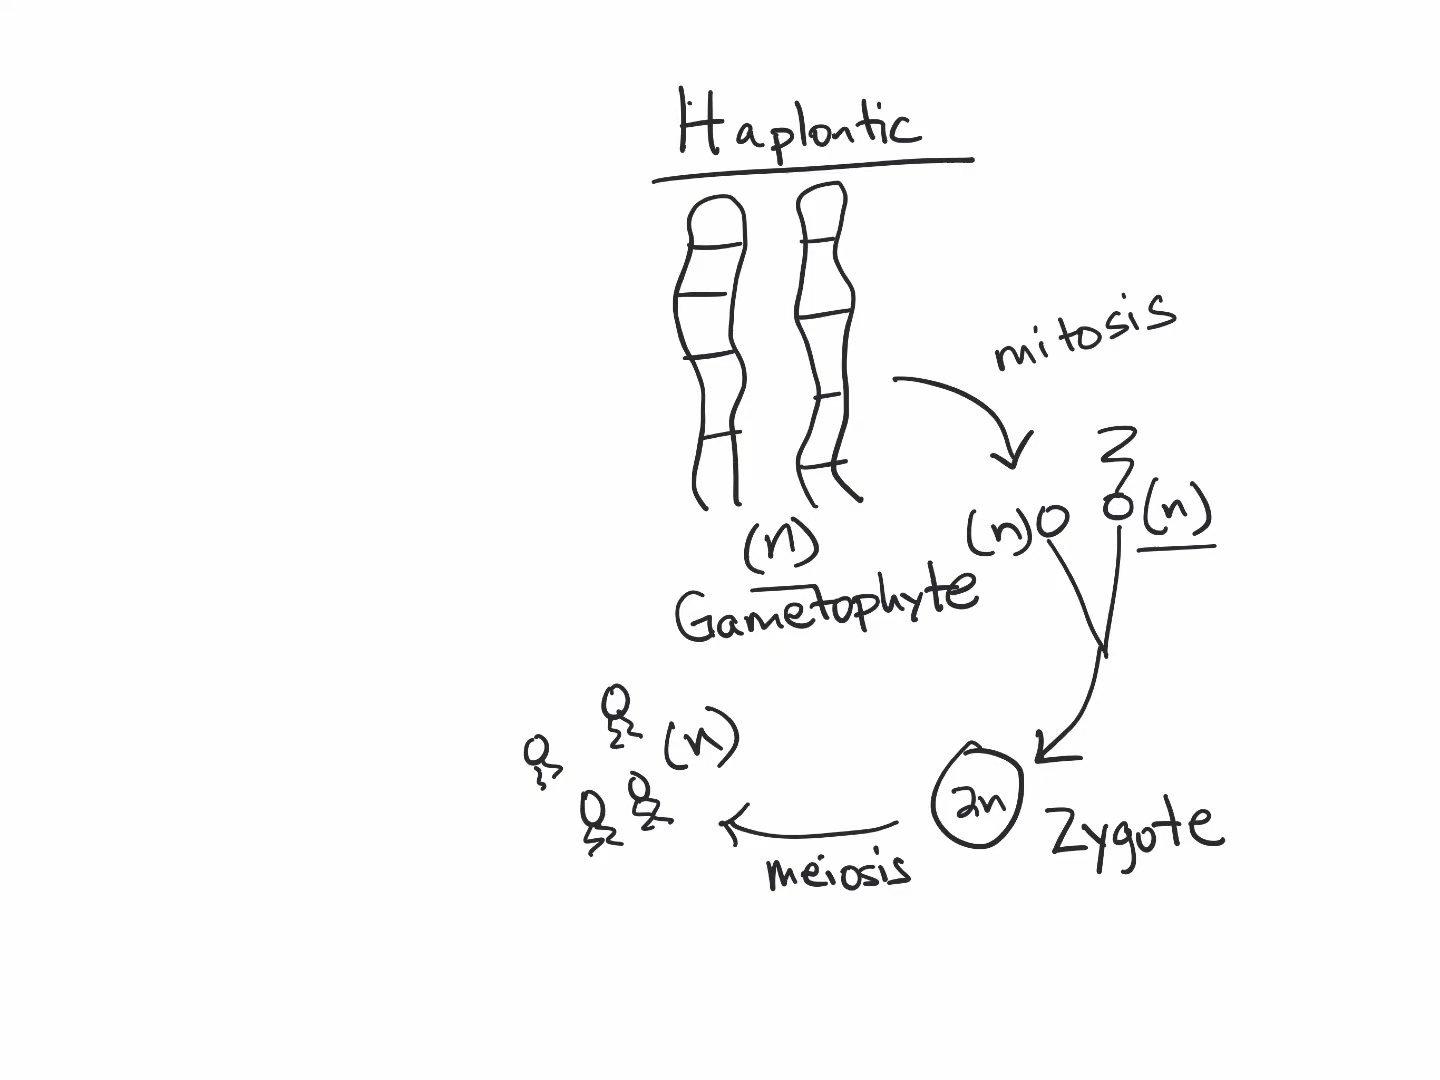 Haplontic
mitosis
(n)
(n)
(n)
Gametophyte
(n)
2n
Zygote
meiosis